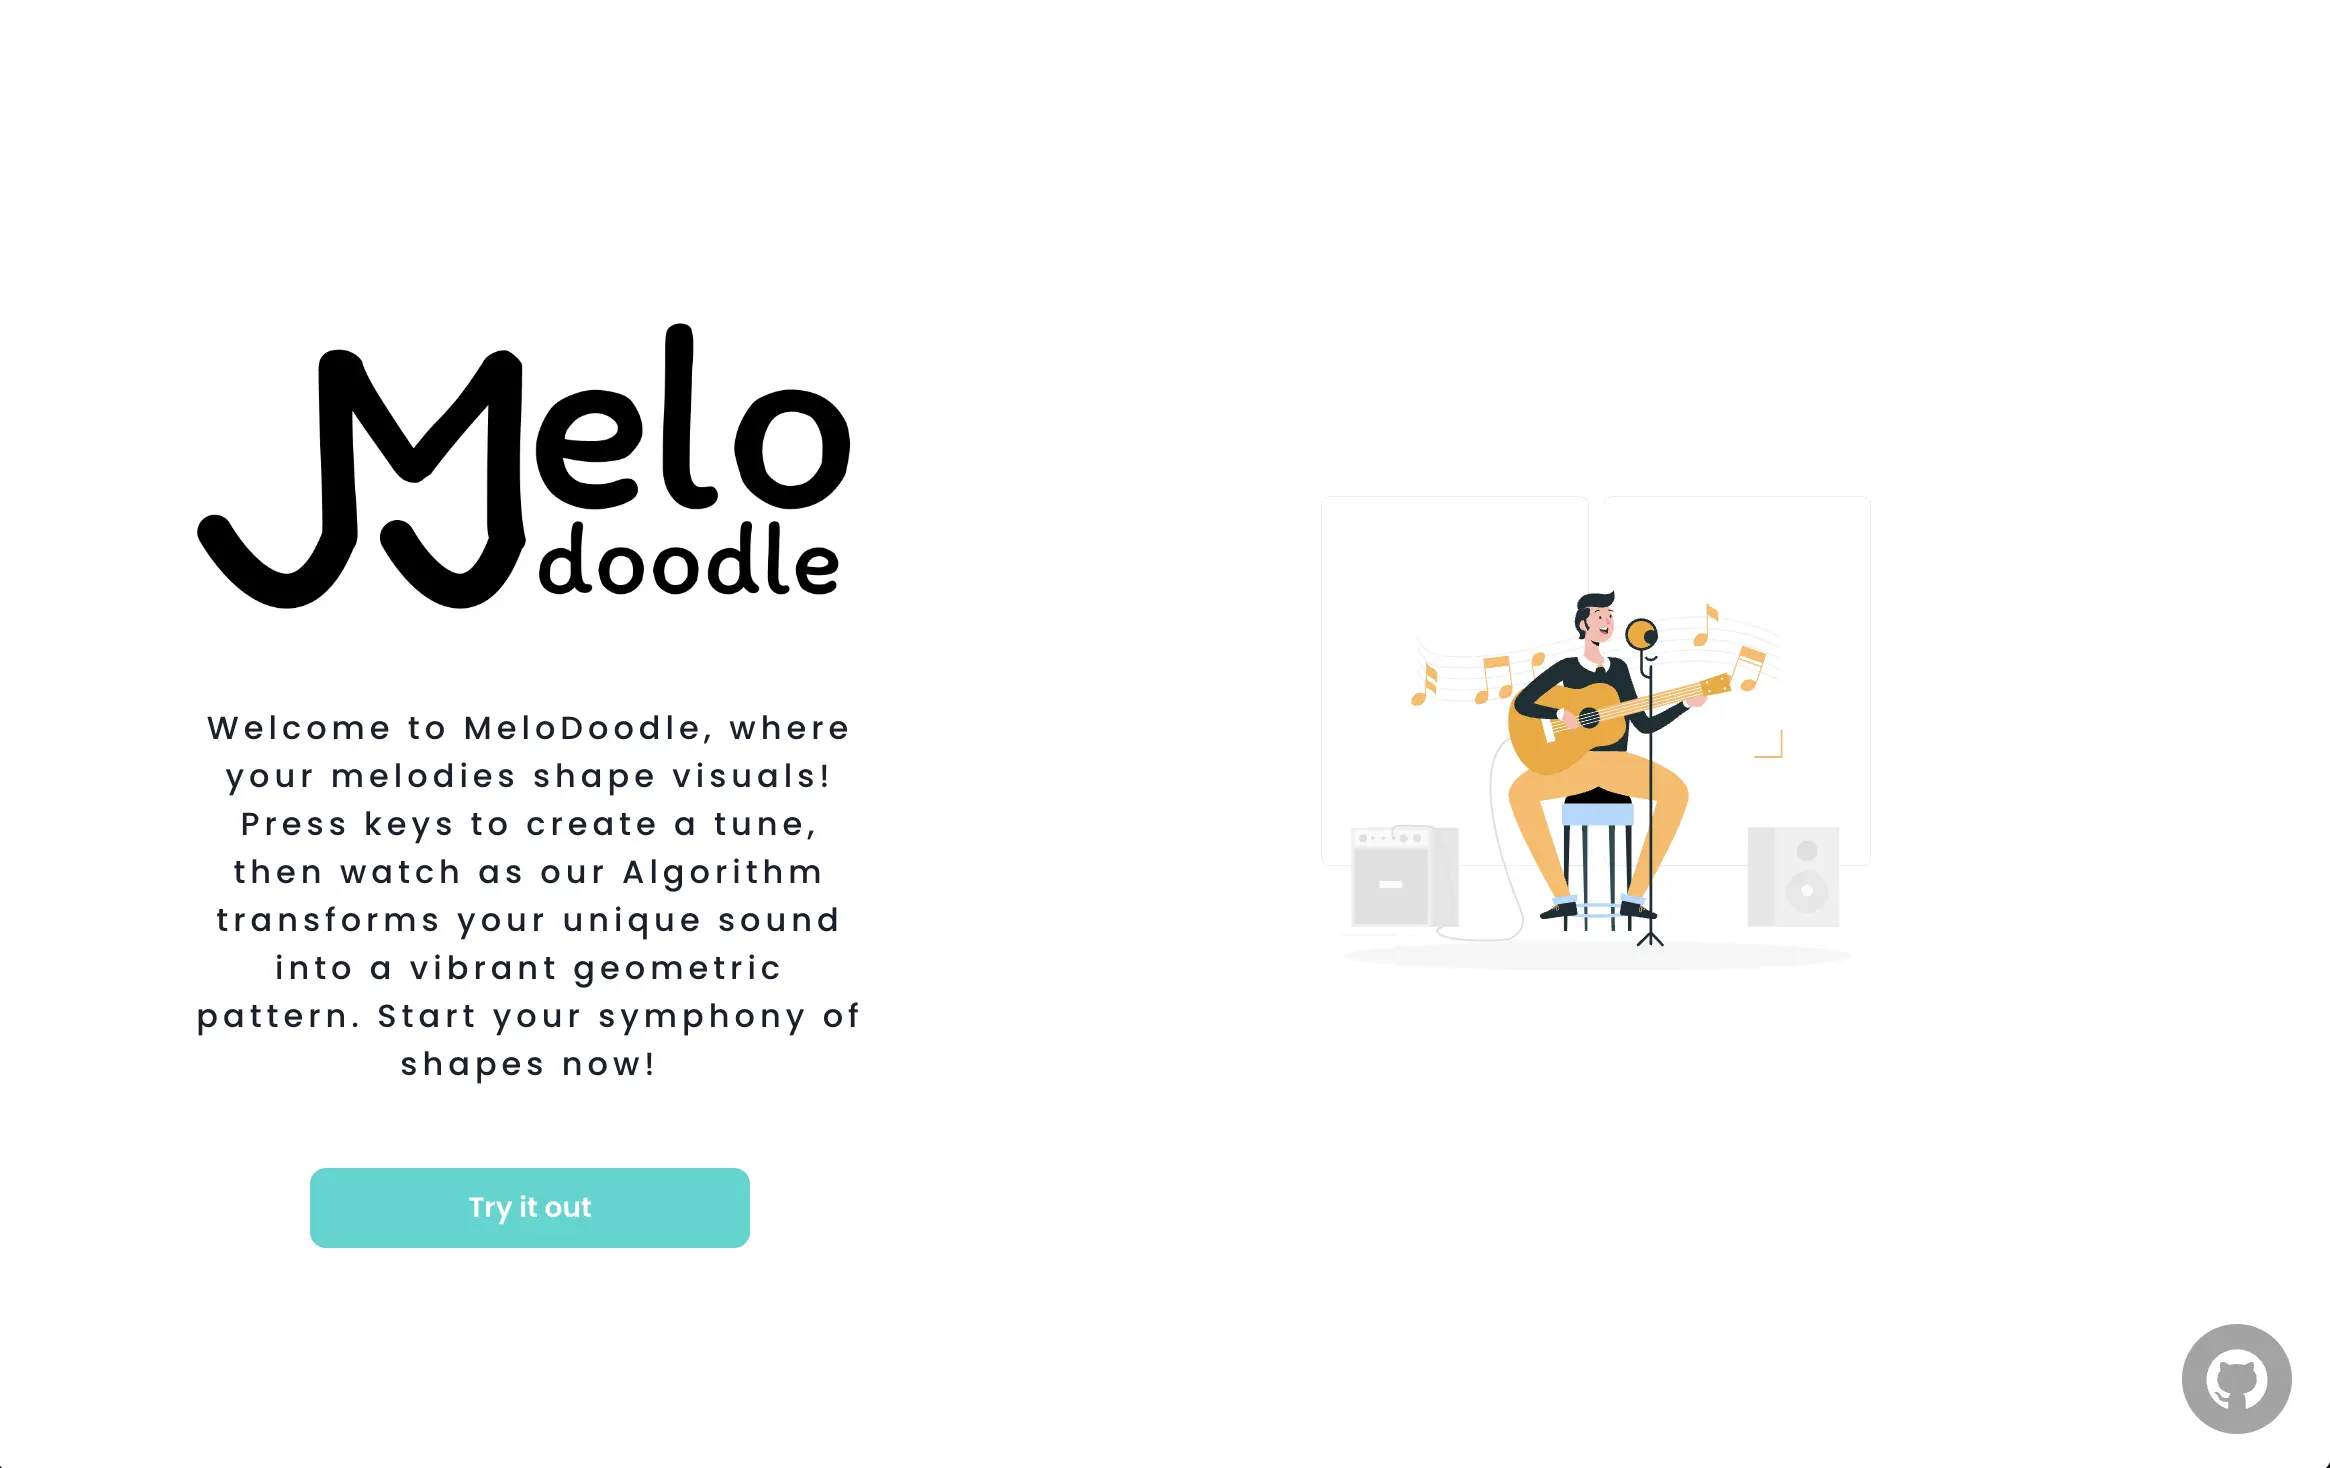 Melo
doodle
Welcome to MeloDoodle, where
your melodies shape visuals!
Press keys to create a tune,
then watch as our Algorithm
transforms your unique sound
into a vibrant geometric
pattern. Start your symphony of
shapes now!
Try it out